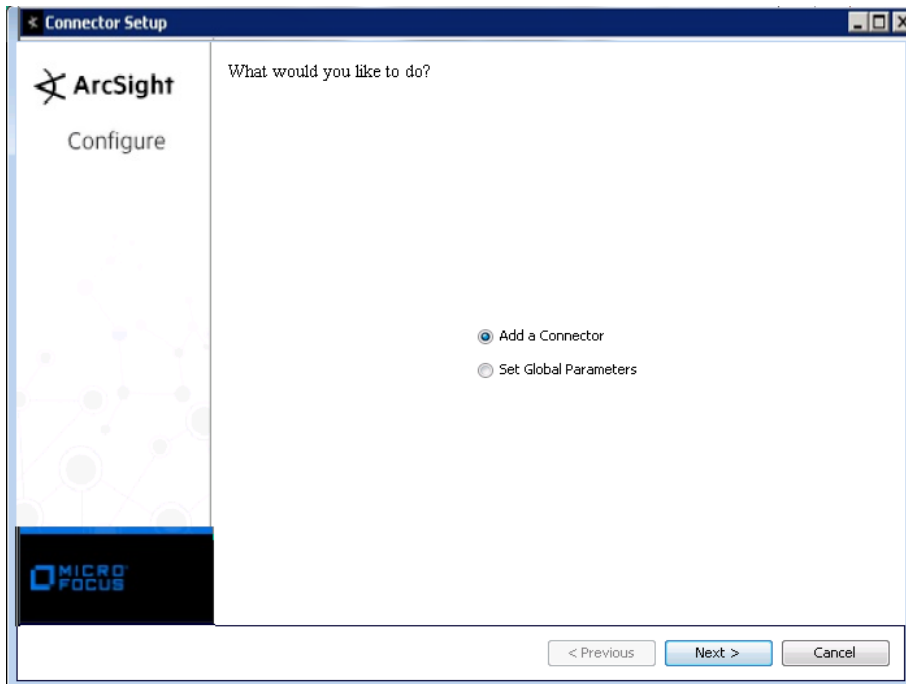 Connector Setup
ArcSight
Configure
What would you like to do?
Add a Connector
Set Global Parameters
MICRO
FOCUS
< Previous
Next >
Cancel